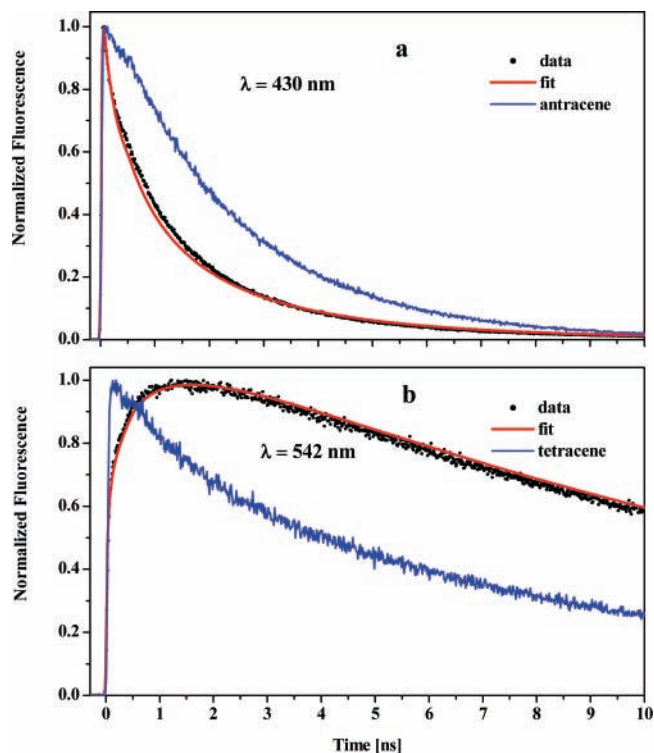 1.0
a
data
fit
antracene
λ = 430 nm
0.8
0.6
0.4
0.2
0.0
Normalized Fluorescence
1.0
b
data
fit
tetracene
λ = 542 nm
0.8
0.6
0.4
0.2
0.0
Normalized Fluorescence
0 1 2 3 4 5 6 7 8 9 10
Time [ns]